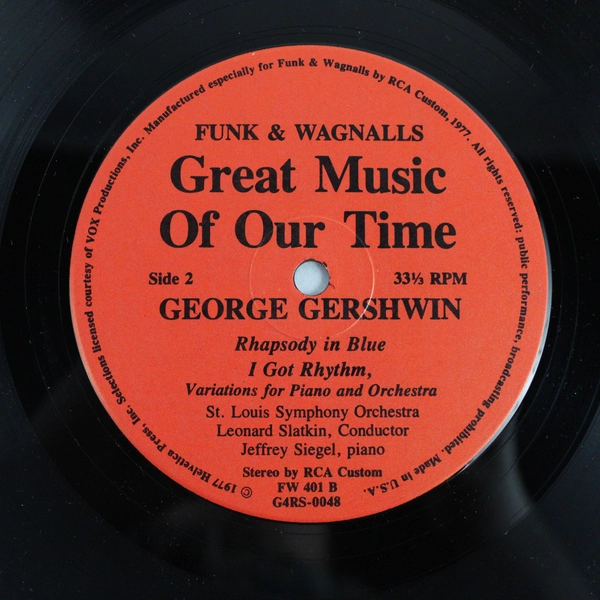 FUNK & WAGNALLS
Great Music
Of Our Time
Side 2
33⅓ RPM
GEORGE GERSHWIN
Rhapsody in Blue
I Got Rhythm,
Variations for Piano and Orchestra
St. Louis Symphony Orchestra
Leonard Slatkin, Conductor
Jeffrey Siegel, piano
Stereo by RCA Custom
FW 401 B
G4RS-0048
© 1977 Helvetica Press, Inc. Selections licensed courtesy of VOX Productions, Inc. Manufactured especially for Funk & Wagnalls by RCA Custom, 1977. All rights reserved: public performance, broadcasting prohibited. Made in U.S.A.